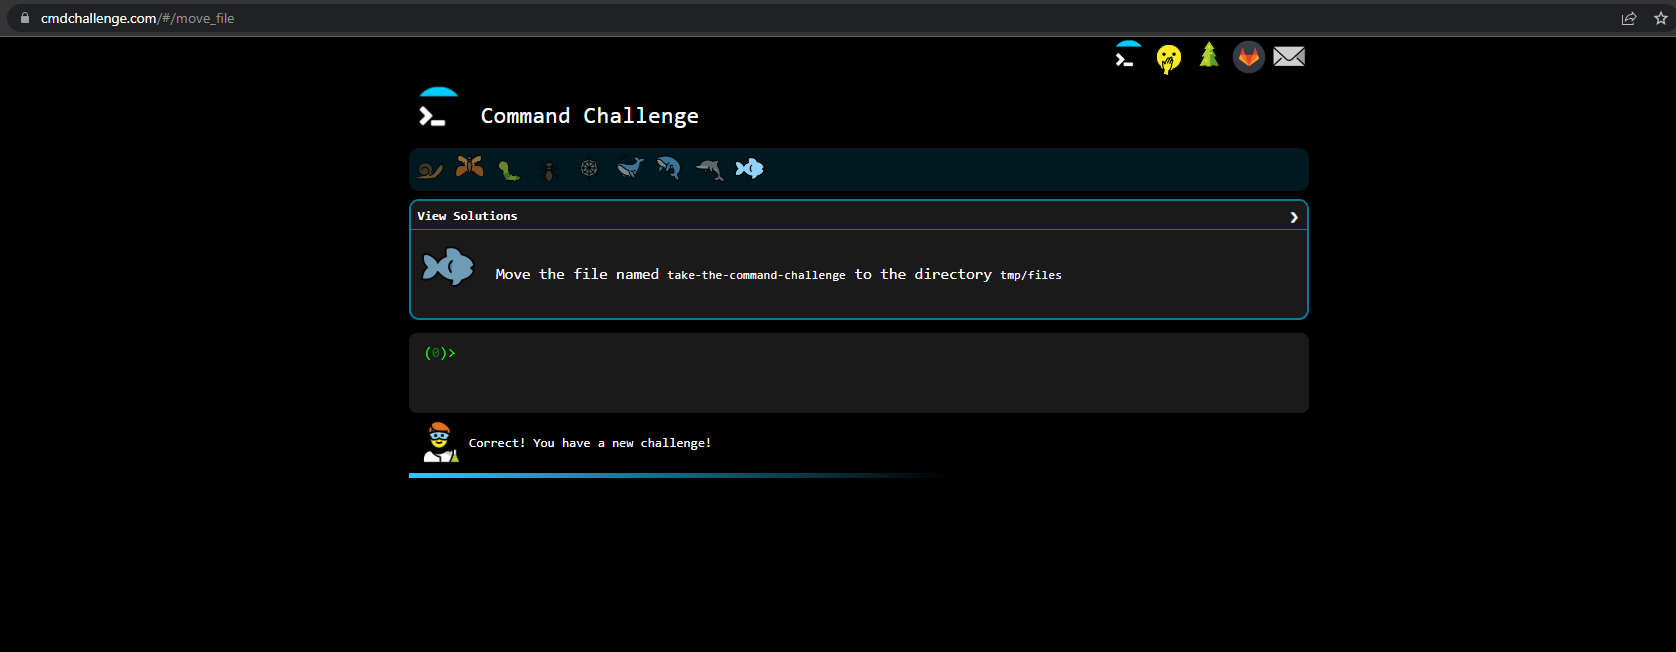 cmdchallenge.com/#/move_file
Command Challenge
View Solutions
Move the file named take-the-command-challenge to the directory tmp/files
(0)>
Correct! You have a new challenge!